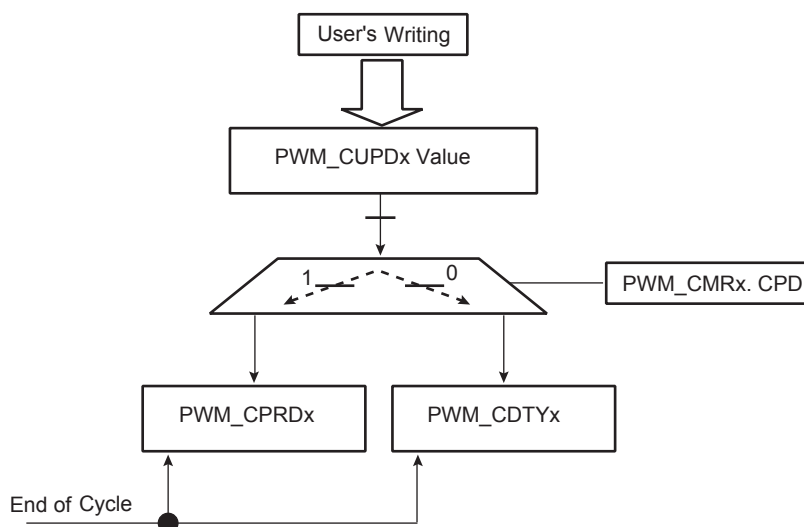 User's Writing
PWM_CUPDx Value
1
0
PWM_CMRx. CPD
PWM_CPRDx
PWM_CDTYx
End of Cycle